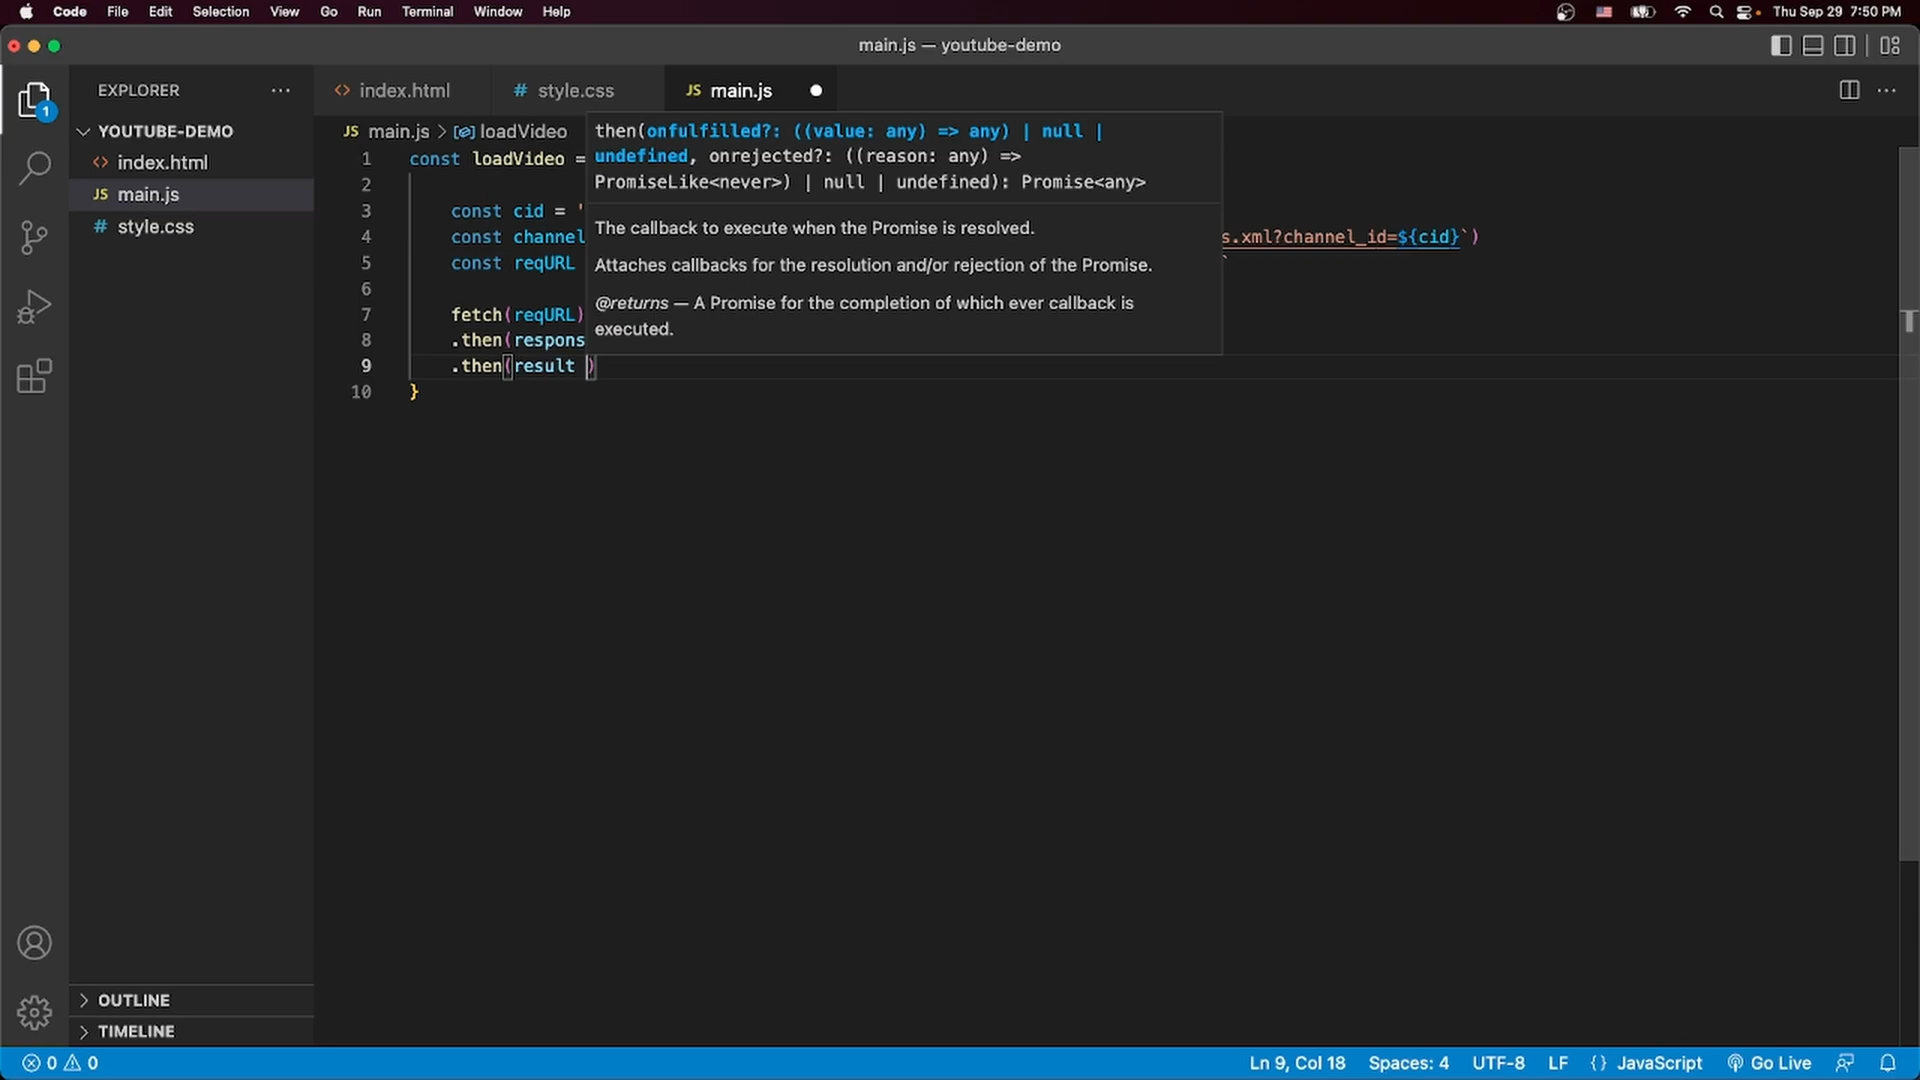 Code File Edit Selection View Go Run Terminal Window Help Thu Sep 29 7:50 PM
main.js — youtube-demo
EXPLORER ··· <> index.html # style.css JS main.js ●
1
YOUTUBE-DEMO
<> index.html
JS main.js
# style.css
JS main.js > loadVideo
1 const loadVideo =
2
3 const cid = '
4 const channel s.xml?channel_id=${cid}`)
5 const reqURL `
6
7 fetch(reqURL)
8 .then(respons
9 .then(result )
10 }
then(onfulfilled?: ((value: any) => any) | null |
undefined, onrejected?: ((reason: any) =>
PromiseLike<never>) | null | undefined): Promise<any>
The callback to execute when the Promise is resolved.
Attaches callbacks for the resolution and/or rejection of the Promise.
@returns — A Promise for the completion of which ever callback is
executed.
OUTLINE
TIMELINE
0 0 Ln 9, Col 18 Spaces: 4 UTF-8 LF {} JavaScript Go Live